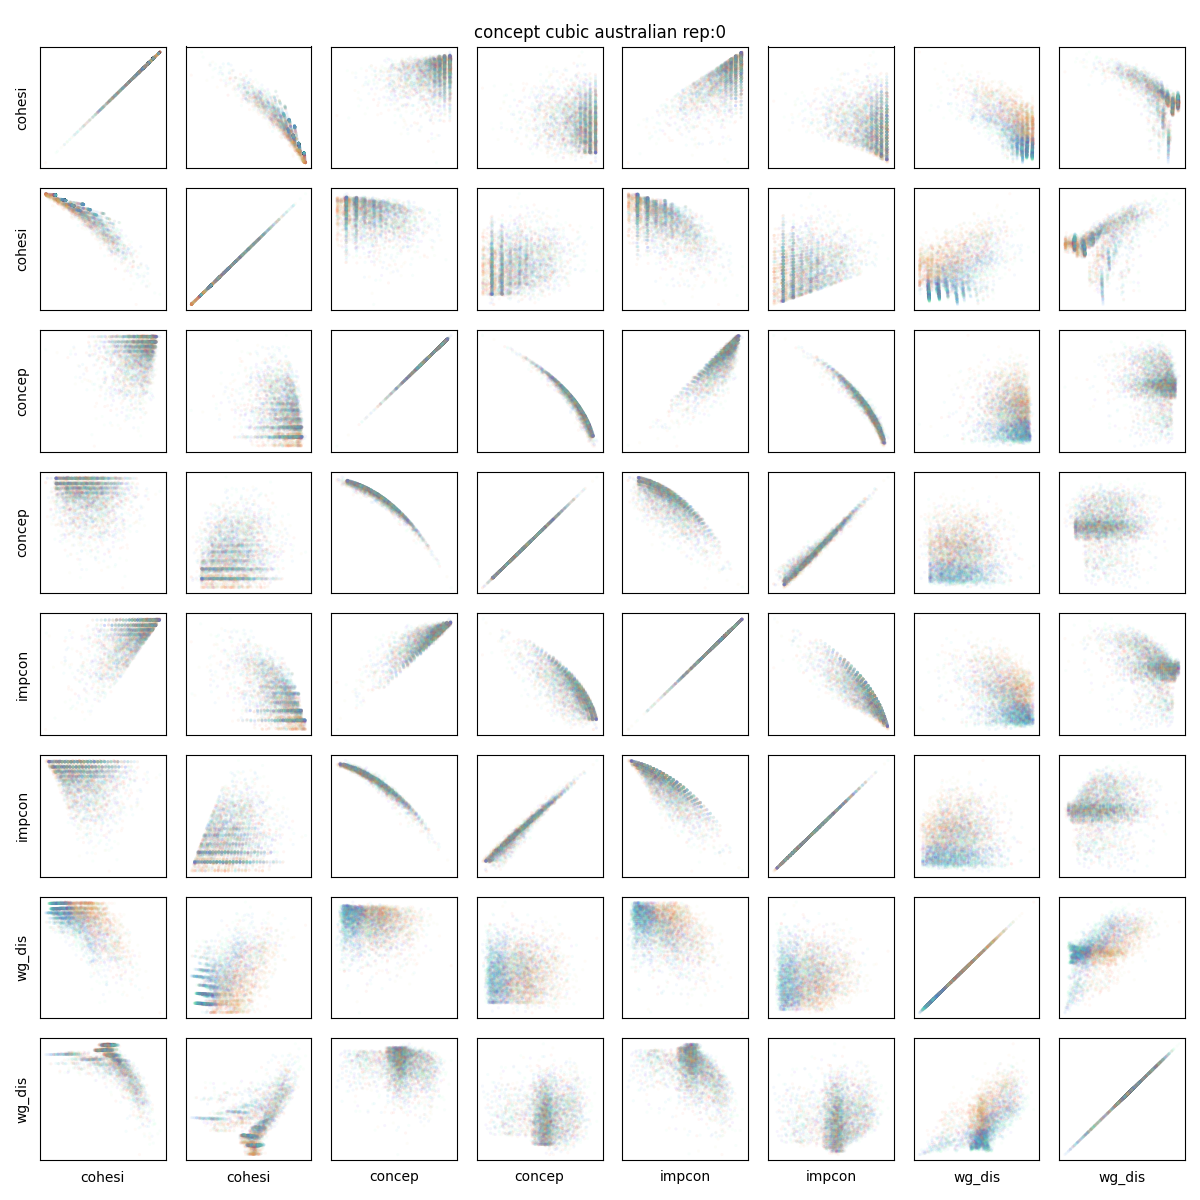 concept cubic australian rep:0
cohesi
cohesi
concep
concep
impcon
impcon
wg_dis
wg_dis
cohesi cohesi concep concep impcon impcon wg_dis wg_dis